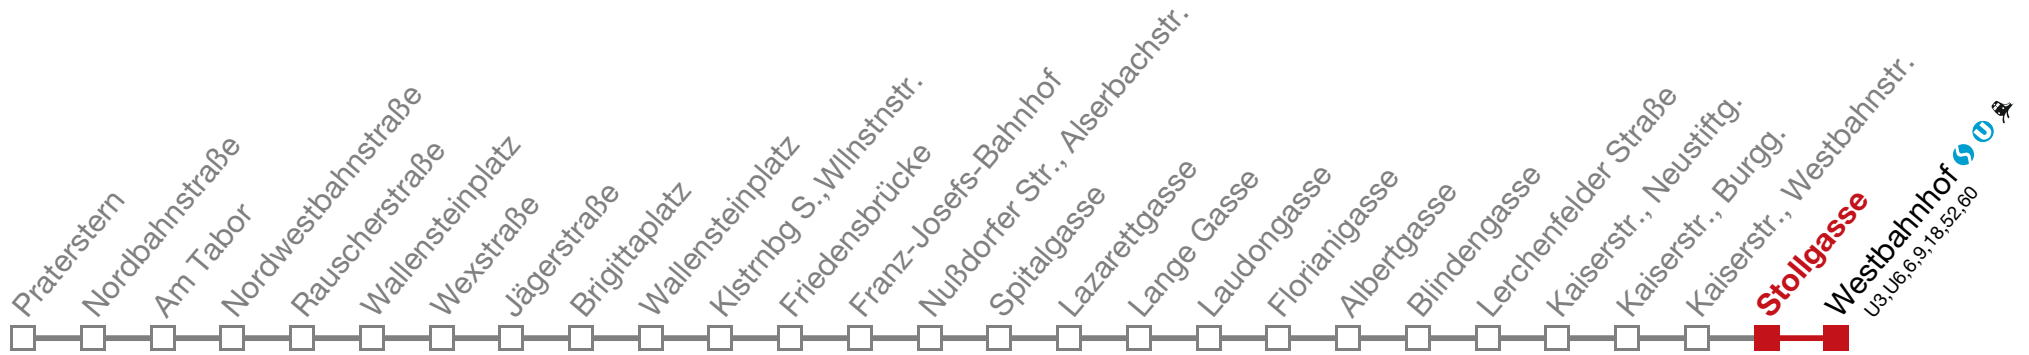 Praterstern
Nordbahnstraße
Am Tabor
Nordwestbahnstraße
Rauscherstraße
Wallensteinplatz
Wexstraße
Jägerstraße
Brigittaplatz
Wallensteinplatz
Klstrnbg S.,Wllnstnstr.
Friedensbrücke
Franz-Josefs-Bahnhof
Nußdorfer Str., Alserbachstr.
Spitalgasse
Lazarettgasse
Lange Gasse
Laudongasse
Florianigasse
Albertgasse
Blindengasse
Lerchenfelder Straße
Kaiserstr., Neustiftg.
Kaiserstr., Burgg.
Kaiserstr., Westbahnstr.
Stollgasse
Westbahnhof S U
U3,U6,6,9,18,52,60